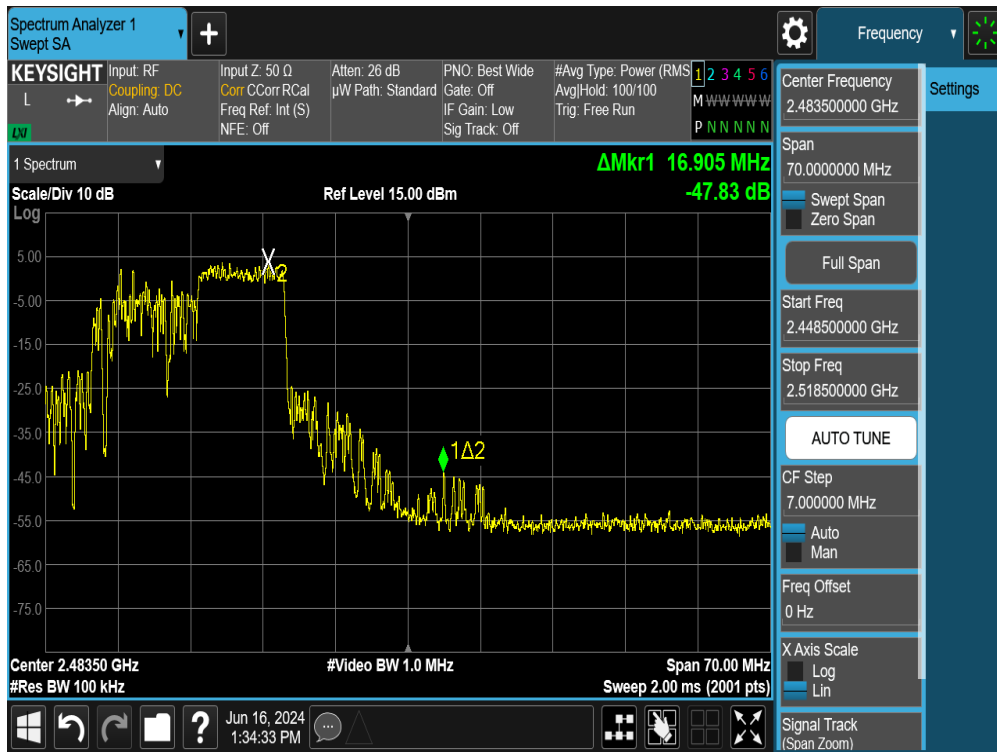 Spectrum Analyzer 1
Swept SA
Frequency
KEYSIGHT
L
LXI
Input: RF
Coupling: DC
Align: Auto
Input Z: 50 Ω
Corr CCorr RCal
Freq Ref: Int (S)
NFE: Off
Atten: 26 dB
µW Path: Standard
PNO: Best Wide
Gate: Off
IF Gain: Low
Sig Track: Off
#Avg Type: Power (RMS
Avg|Hold: 100/100
Trig: Free Run
1 2 3 4 5 6
M W W W W W
P N N N N N
Center Frequency
2.483500000 GHz
Settings
Span
70.0000000 MHz
Swept Span
Zero Span
Full Span
Start Freq
2.448500000 GHz
Stop Freq
2.518500000 GHz
AUTO TUNE
CF Step
7.000000 MHz
Auto
Man
Freq Offset
0 Hz
X Axis Scale
Log
Lin
Signal Track
(Span Zoom)
1 Spectrum
ΔMkr1 16.905 MHz
-47.83 dB
Scale/Div 10 dB
Ref Level 15.00 dBm
Log
5.00
-5.00
-15.0
-25.0
-35.0
-45.0
-55.0
-65.0
-75.0
X2
1Δ2
Center 2.48350 GHz
#Video BW 1.0 MHz
Span 70.00 MHz
#Res BW 100 kHz
Sweep 2.00 ms (2001 pts)
Jun 16, 2024
1:34:33 PM